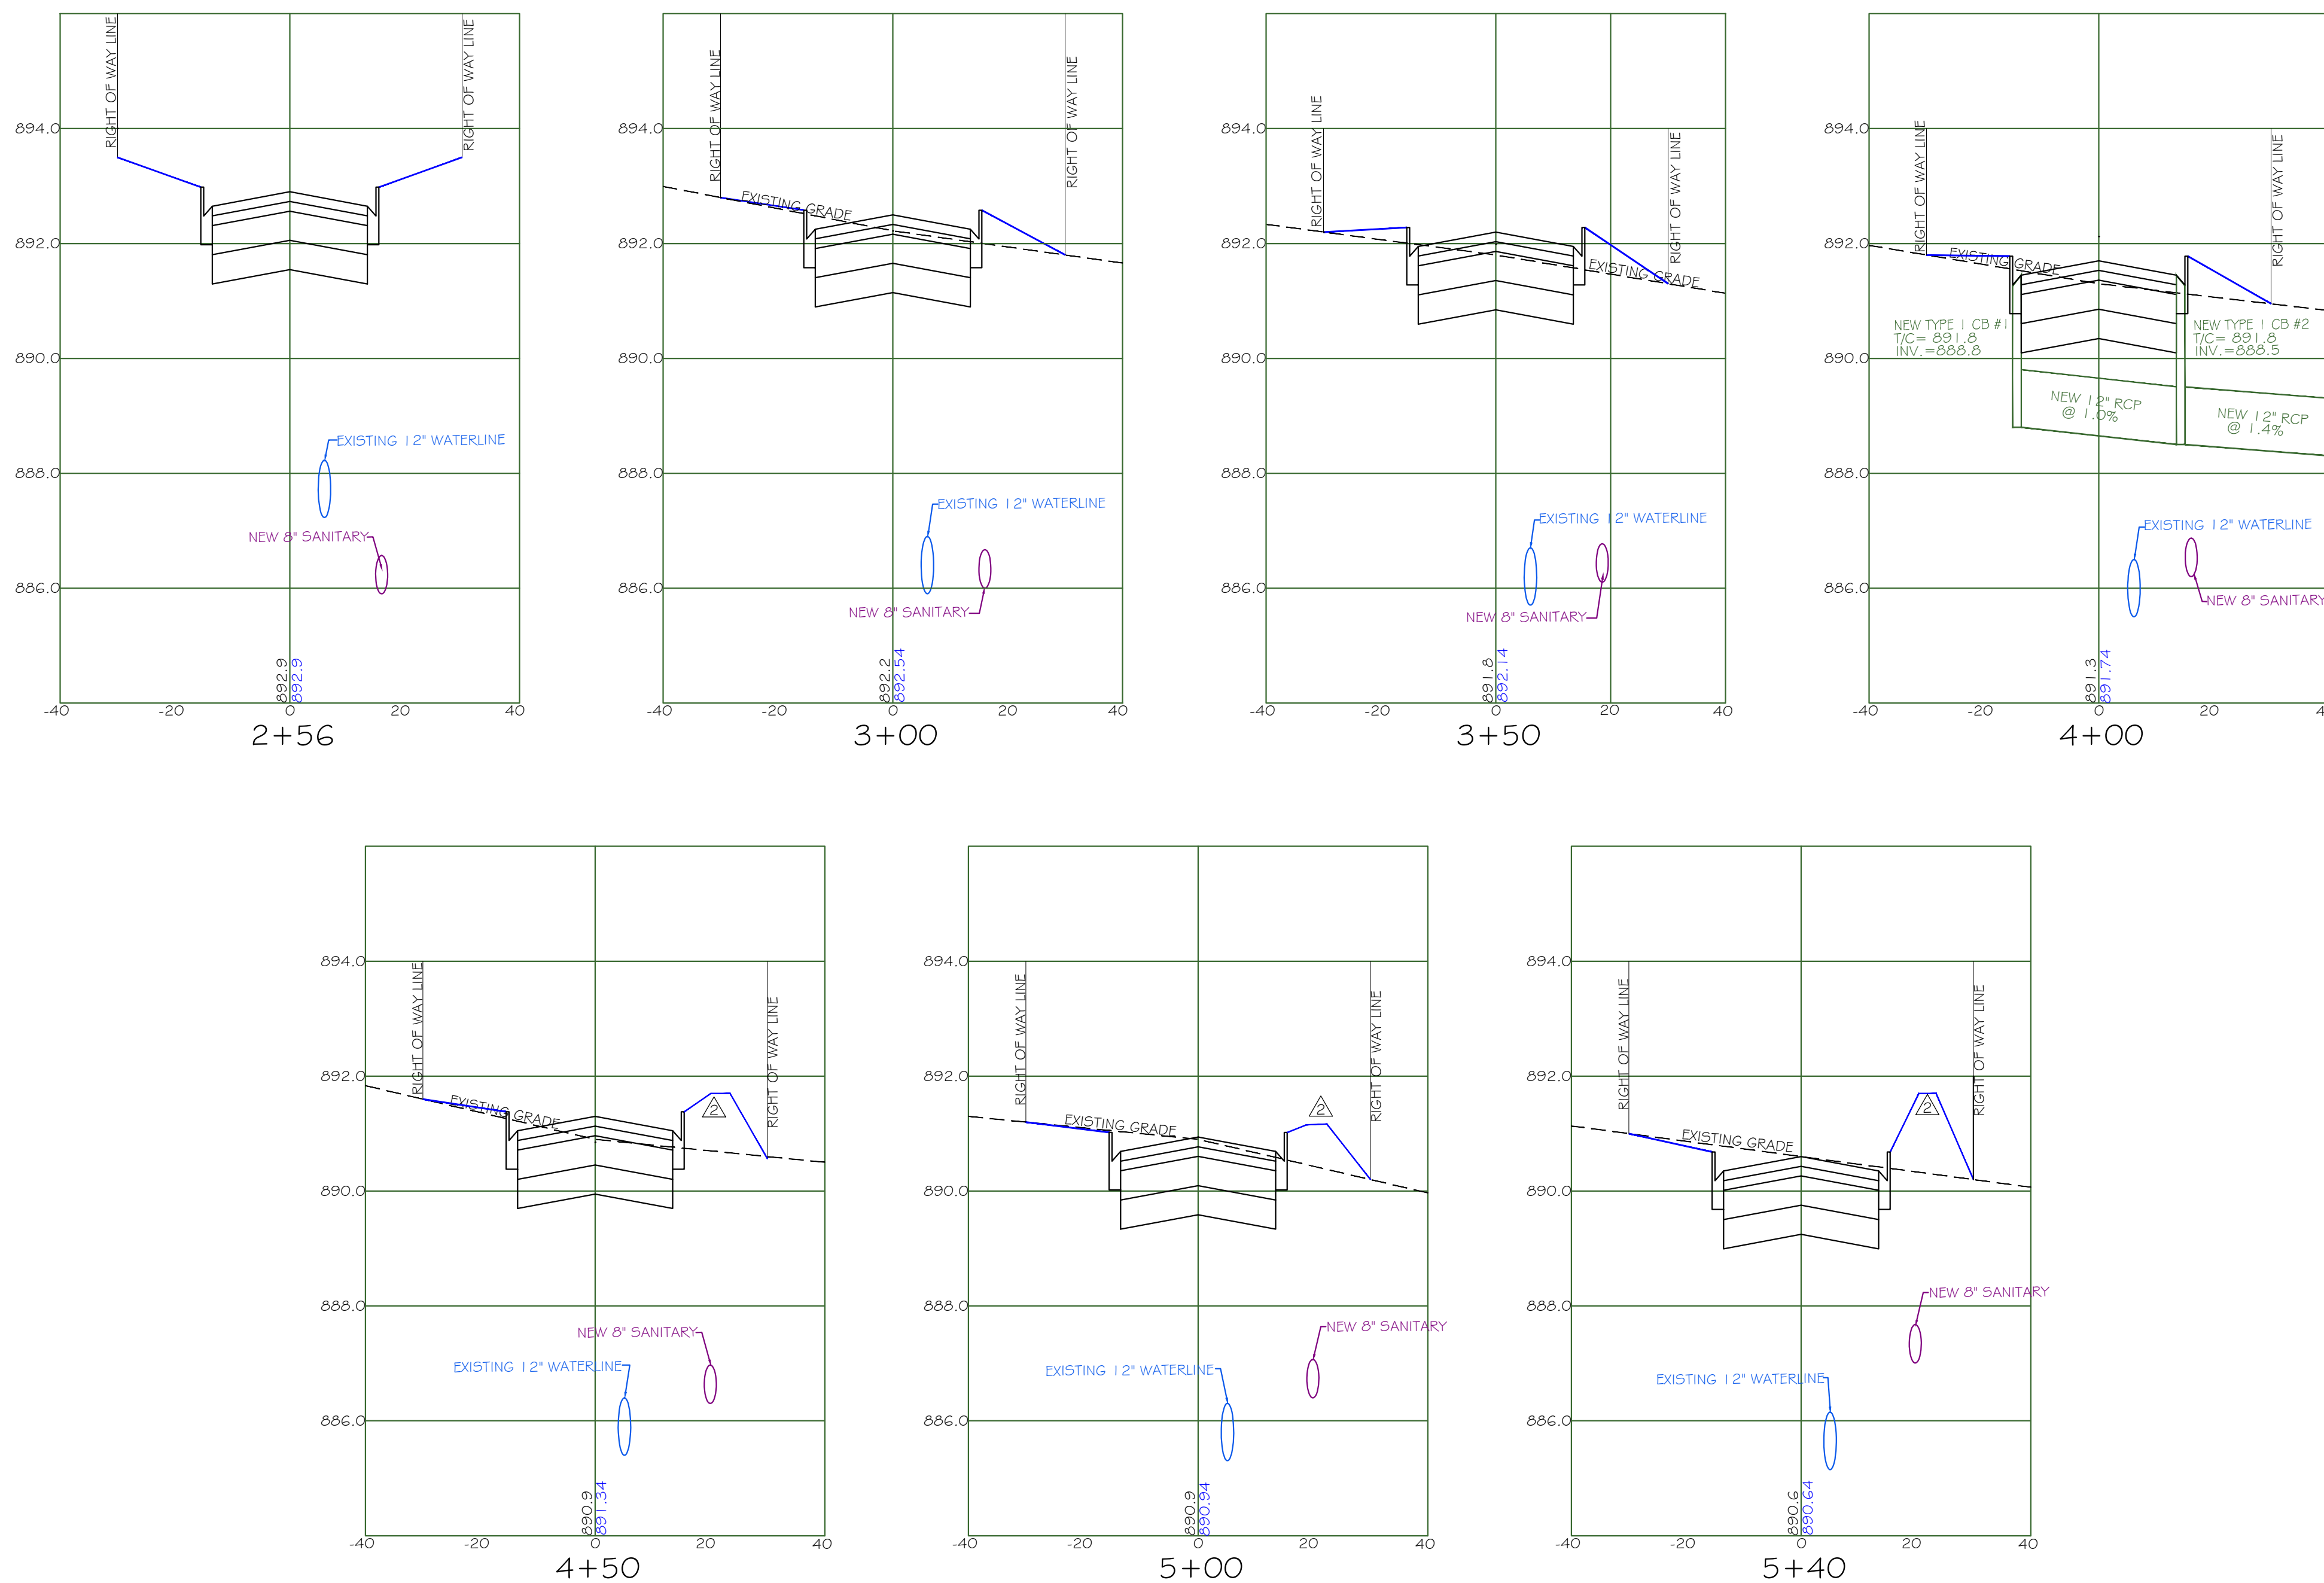 RIGHT OF WAY LINE
RIGHT OF WAY LINE
894.0
892.0
890.0
888.0
886.0
EXISTING 12" WATERLINE
NEW 8" SANITARY
892.9
892.9
-40 -20 0 20 40
2+56
RIGHT OF WAY LINE
RIGHT OF WAY LINE
894.0
EXISTING GRADE
892.0
890.0
888.0
EXISTING 12" WATERLINE
886.0
NEW 8" SANITARY
892.2
892.54
-40 -20 0 20 40
3+00
RIGHT OF WAY LINE
RIGHT OF WAY LINE
894.0
892.0
EXISTING GRADE
890.0
888.0
EXISTING 12" WATERLINE
886.0
NEW 8" SANITARY
891.8
892.14
-40 -20 0 20 40
3+50
RIGHT OF WAY LINE
RIGHT OF WAY LINE
894.0
892.0
EXISTING GRADE
NEW TYPE 1 CB #1
T/C= 891.8
INV.=888.8
NEW TYPE 1 CB #2
T/C= 891.8
INV.=888.5
890.0
NEW 12" RCP
@ 1.0%
NEW 12" RCP
@ 1.4%
888.0
EXISTING 12" WATERLINE
886.0
NEW 8" SANITARY
891.3
891.74
-40 -20 0 20 4
4+00
RIGHT OF WAY LINE
RIGHT OF WAY LINE
894.0
892.0
EXISTING GRADE
2
890.0
888.0
NEW 8" SANITARY
EXISTING 12" WATERLINE
886.0
890.9
891.34
-40 -20 0 20 40
4+50
RIGHT OF WAY LINE
RIGHT OF WAY LINE
894.0
892.0
EXISTING GRADE
2
890.0
888.0
NEW 8" SANITARY
EXISTING 12" WATERLINE
886.0
890.9
890.94
-40 -20 0 20 40
5+00
RIGHT OF WAY LINE
RIGHT OF WAY LINE
894.0
892.0
EXISTING GRADE
2
890.0
NEW 8" SANITARY
888.0
EXISTING 12" WATERLINE
886.0
890.6
890.64
-40 -20 0 20 40
5+40